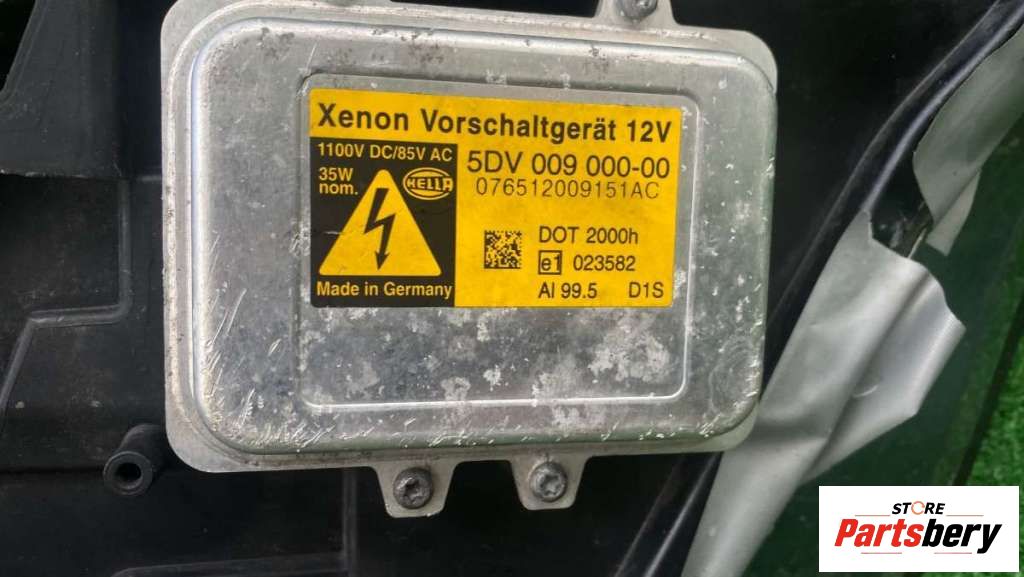 Xenon Vorschaltgerät 12V
1100V DC/85V AC
35W
nom.
HELLA
5DV 009 000-00
076512009151AC
DOT 2000h
e1 023582
Made in Germany
Al 99.5 D1S
STORE
Partsbery